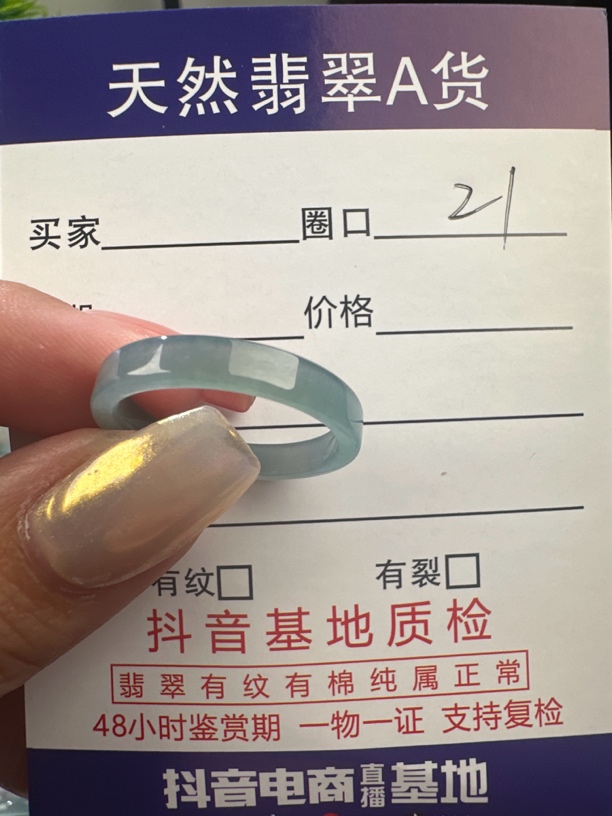 天然翡翠A货
买家 圈口 21
价格
有纹□ 有裂□
抖音基地质检
翡翠有纹有棉纯属正常
48小时鉴赏期 一物一证 支持复检
抖音电商直播基地